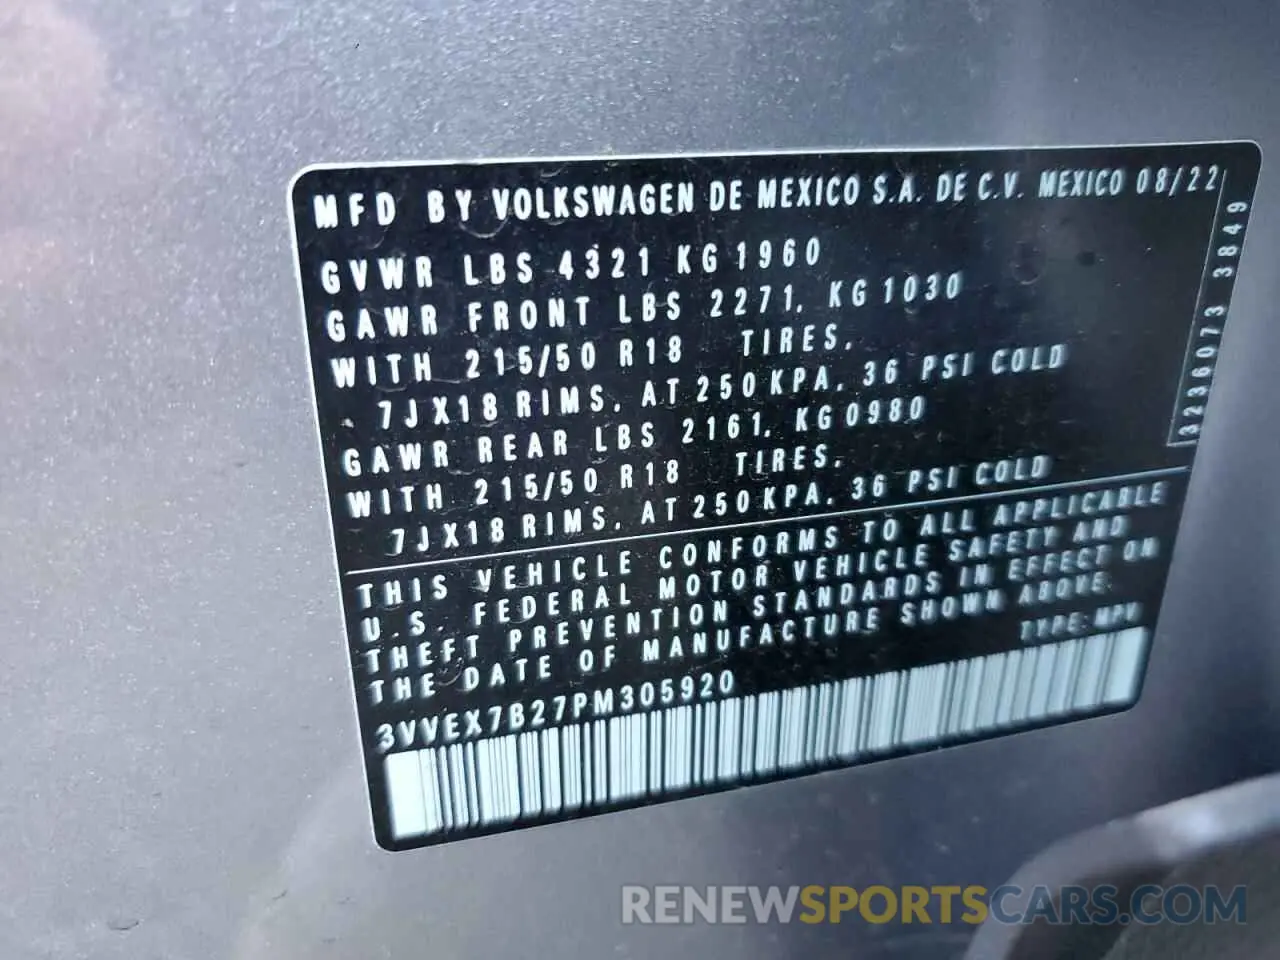 MFD BY VOLKSWAGEN DE MEXICO S.A. DE C.V. MEXICO 08/22
GVWR LBS 4321 KG 1960
GAWR FRONT LBS 2271, KG 1030
WITH 215/50 R18 TIRES,
7JX18 RIMS, AT 250 KPA, 36 PSI COLD
GAWR REAR LBS 2161, KG 0980
WITH 215/50 R18 TIRES,
7JX18 RIMS, AT 250 KPA, 36 PSI COLD
3236073 3849
THIS VEHICLE CONFORMS TO ALL APPLICABLE
U.S. FEDERAL MOTOR VEHICLE SAFETY AND
THEFT PREVENTION STANDARDS IN EFFECT ON
THE DATE OF MANUFACTURE SHOWN ABOVE.
TYPE: MPV
3VVEX7B27PM305920
RENEWSPORTSCARS.COM